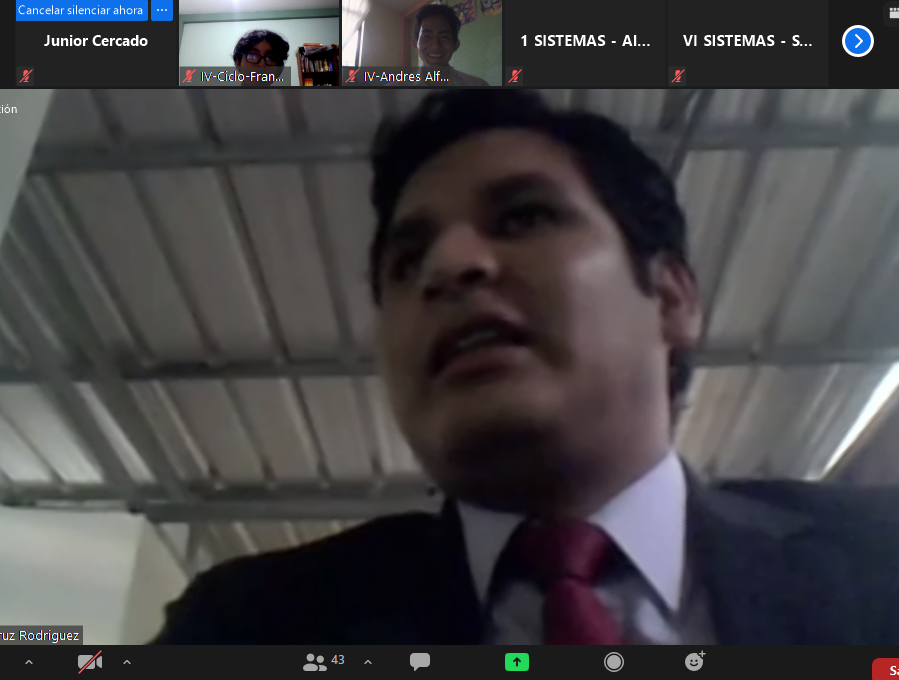 Cancelar silenciar ahora ...
Junior Cercado
IV-Ciclo-Fran...
IV-Andres Alf...
1 SISTEMAS - Al...
VI SISTEMAS - S...
ión
ruz Rodriguez
43
Sa